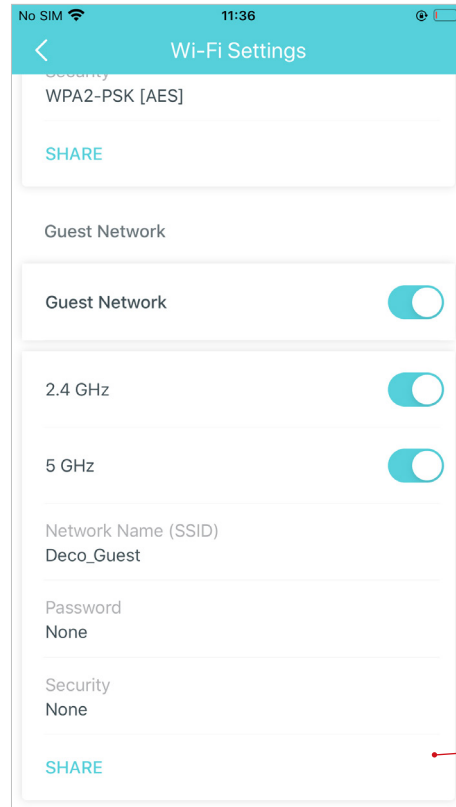 No SIM 11:36
Wi-Fi Settings
Security
WPA2-PSK [AES]
SHARE
Guest Network
Guest Network
2.4 GHz
5 GHz
Network Name (SSID)
Deco_Guest
Password
None
Security
None
SHARE